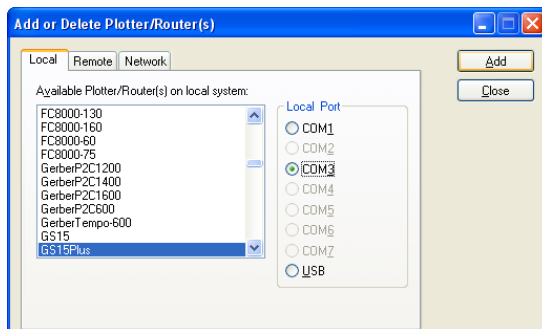 Add or Delete Plotter/Router(s)
Local Remote Network
Add
Close
Available Plotter/Router(s) on local system:
FC8000-130
FC8000-160
FC8000-60
FC8000-75
GerberP2C1200
GerberP2C1400
GerberP2C1600
GerberP2C600
GerberTempo-600
GS15
GS15Plus
Local Port
COM1
COM2
COM3
COM4
COM5
COM6
COM7
USB